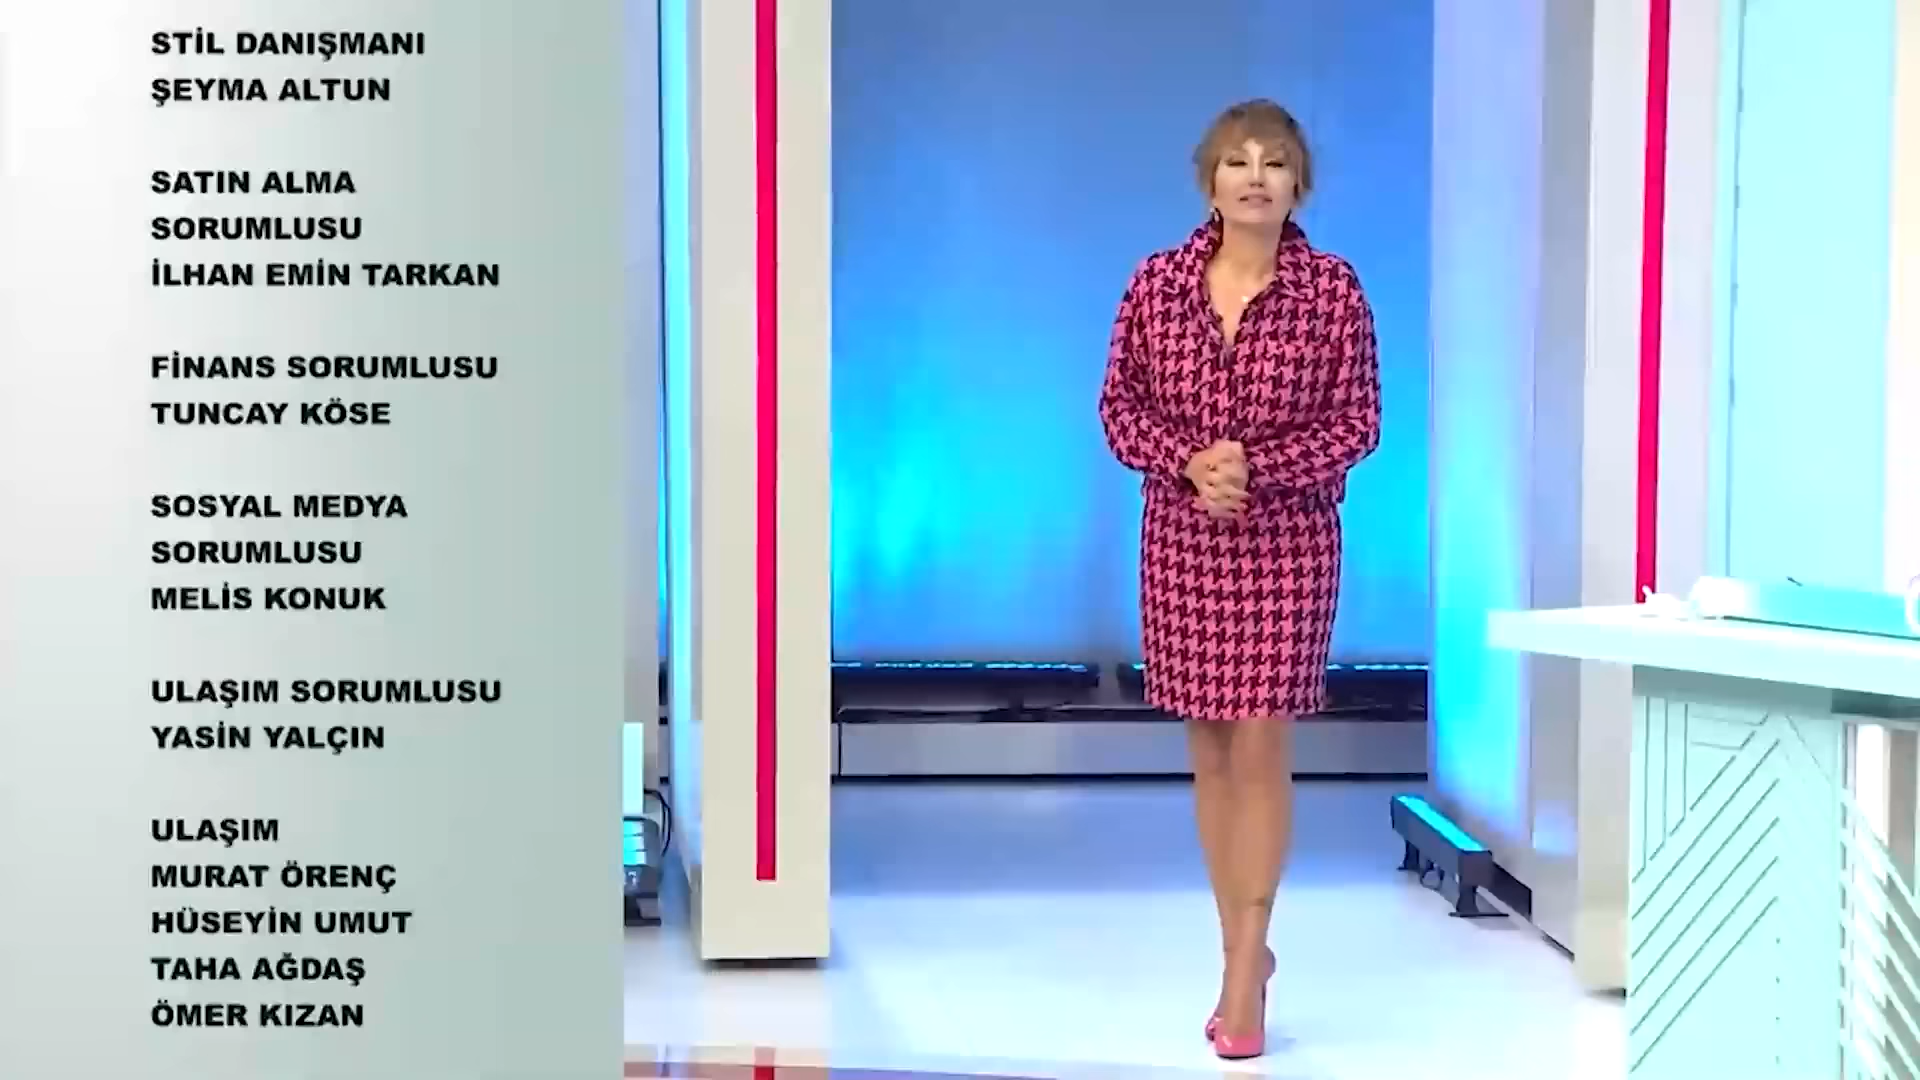 STİL DANIŞMANI
ŞEYMA ALTUN
SATIN ALMA
SORUMLUSU
İLHAN EMİN TARKAN
FİNANS SORUMLUSU
TUNCAY KÖSE
SOSYAL MEDYA
SORUMLUSU
MELİS KONUK
ULAŞIM SORUMLUSU
YASİN YALÇIN
ULAŞIM
MURAT ÖRENÇ
HÜSEYİN UMUT
TAHA AĞDAŞ
ÖMER KIZAN